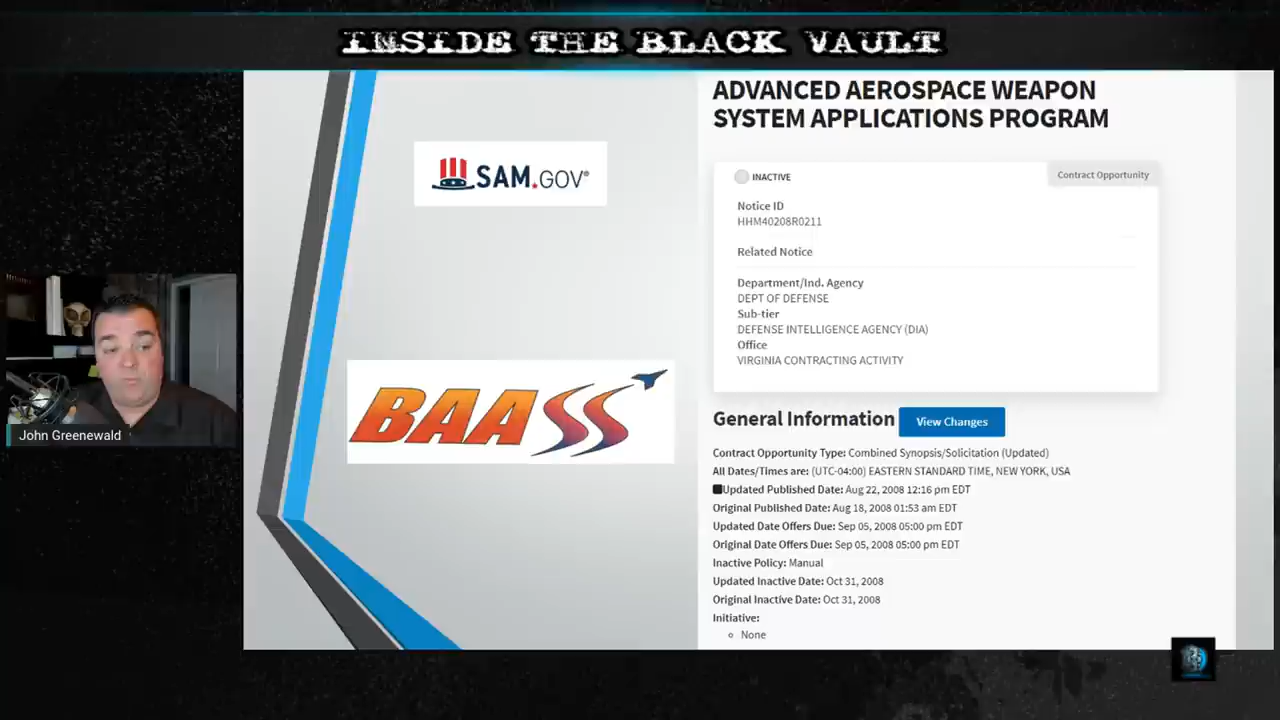 INSIDE THE BLACK VAULT
ADVANCED AEROSPACE WEAPON
SYSTEM APPLICATIONS PROGRAM
SAM.GOV®
INACTIVE
Contract Opportunity
Notice ID
HHM40208R0211
Related Notice
Department/Ind. Agency
DEPT OF DEFENSE
Sub-tier
DEFENSE INTELLIGENCE AGENCY (DIA)
Office
VIRGINIA CONTRACTING ACTIVITY
BAASS
General Information
View Changes
Contract Opportunity Type: Combined Synopsis/Solicitation (Updated)
All Dates/Times are: (UTC-04:00) EASTERN STANDARD TIME, NEW YORK, USA
Updated Published Date: Aug 22, 2008 12:16 pm EDT
Original Published Date: Aug 18, 2008 01:53 am EDT
Updated Date Offers Due: Sep 05, 2008 05:00 pm EDT
Original Date Offers Due: Sep 05, 2008 05:00 pm EDT
Inactive Policy: Manual
Updated Inactive Date: Oct 31, 2008
Original Inactive Date: Oct 31, 2008
Initiative:
None
John Greenewald